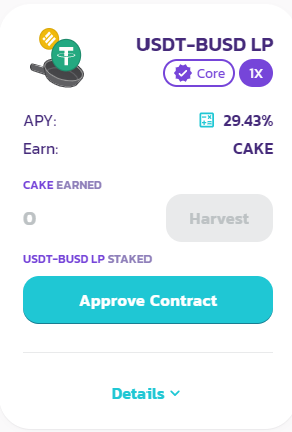 USDT-BUSD LP
Core 1X
APY: 29.43%
Earn: CAKE
CAKE EARNED
0 Harvest
USDT-BUSD LP STAKED
Approve Contract
Details